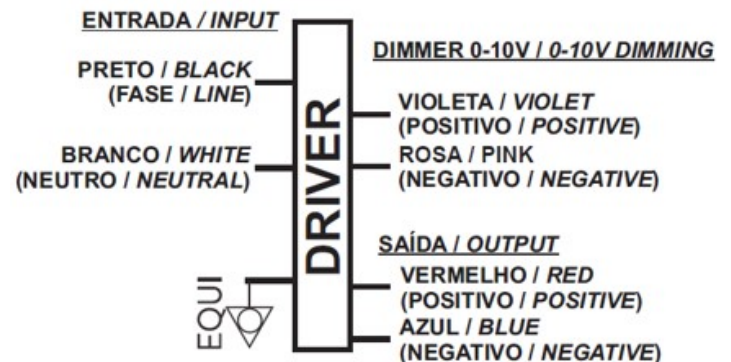 ENTRADA / INPUT
PRETO / BLACK
(FASE / LINE)
BRANCO / WHITE
(NEUTRO / NEUTRAL)
EQUI
DRIVER
DIMMER 0-10V / 0-10V DIMMING
VIOLETA / VIOLET
(POSITIVO / POSITIVE)
ROSA / PINK
(NEGATIVO / NEGATIVE)
SAÍDA / OUTPUT
VERMELHO / RED
(POSITIVO / POSITIVE)
AZUL / BLUE
(NEGATIVO / NEGATIVE)